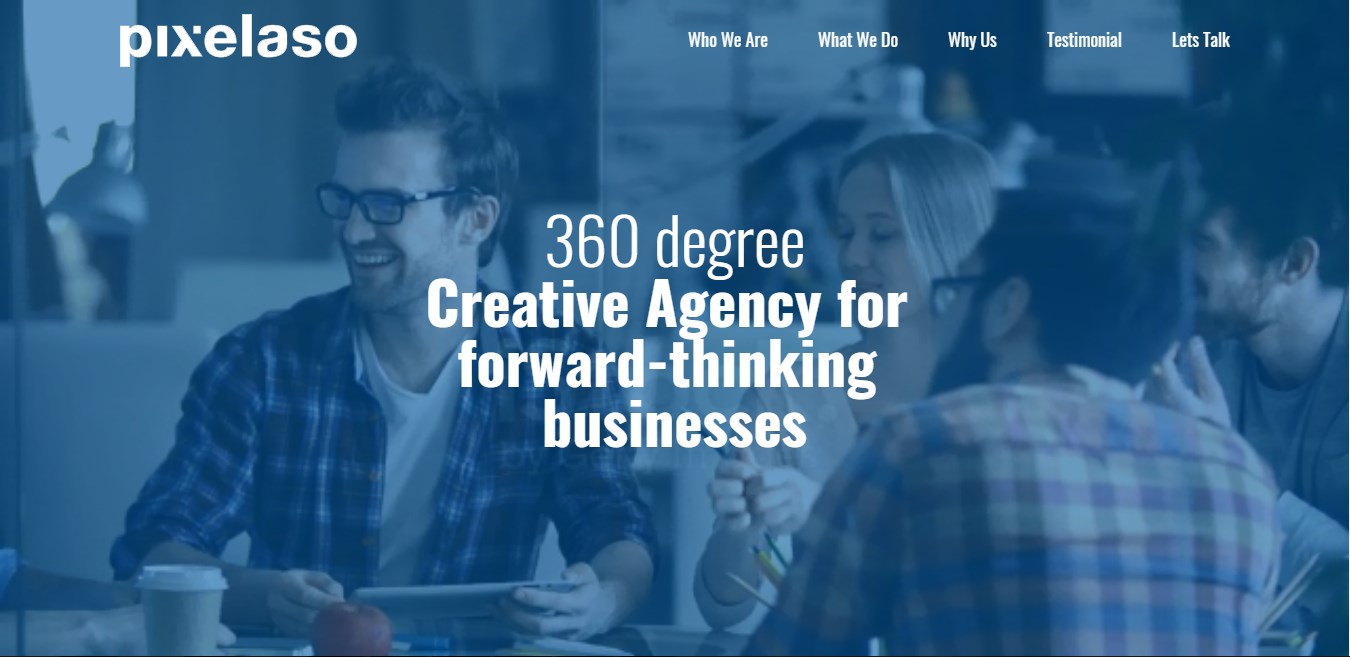 pixelaso
Who We Are
What We Do
Why Us
Testimonial
Lets Talk
360 degree
Creative Agency for
forward-thinking
businesses